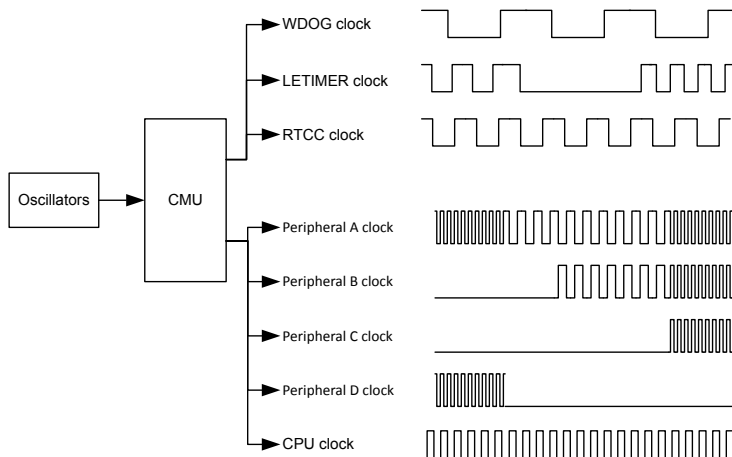 WDOG clock
LETIMER clock
RTCC clock
Oscillators
CMU
Peripheral A clock
Peripheral B clock
Peripheral C clock
Peripheral D clock
CPU clock